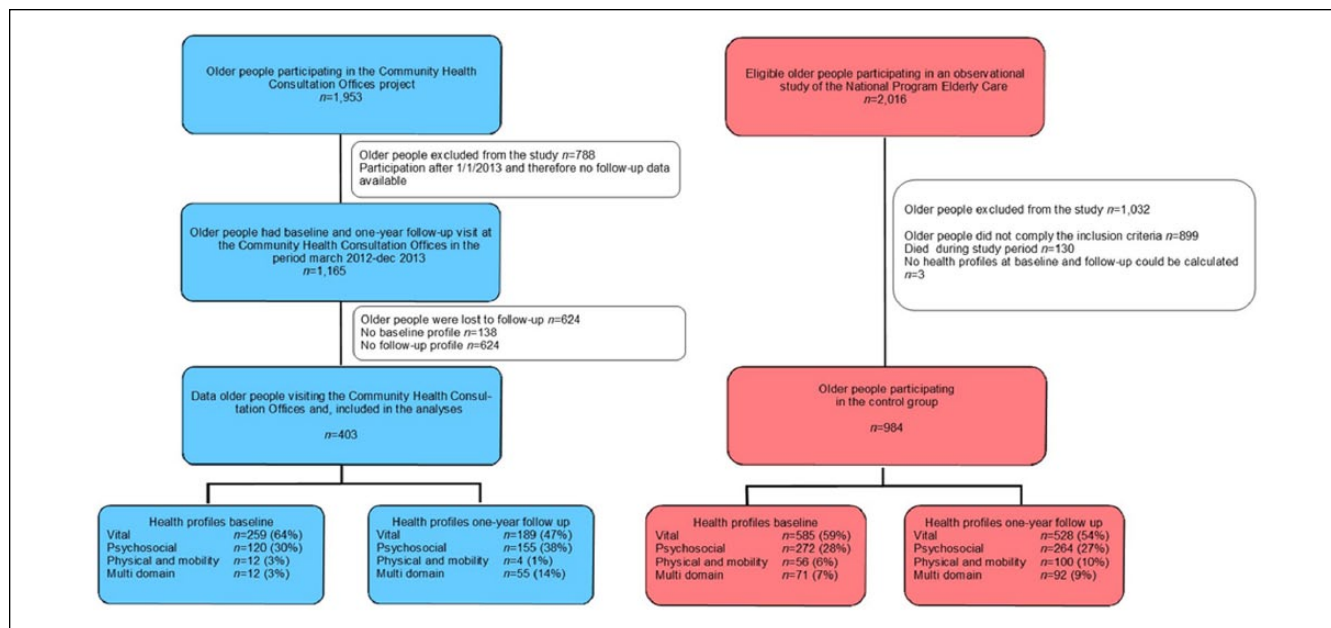 Older people participating in the Community Health
Consultation Offices project
n=1,953
Older people excluded from the study n=788
Participation after 1/1/2013 and therefore no follow-up data
available
Older people had baseline and one-year follow-up visit at
the Community Health Consultation Offices in the
period march 2012-dec 2013
n=1,165
Older people were lost to follow-up n=624
No baseline profile n=138
No follow-up profile n=624
Data older people visiting the Community Health Consul-
tation Offices and, included in the analyses
n=403
Health profiles baseline
Vital n=259 (64%)
Psychosocial n=120 (30%)
Physical and mobility n=12 (3%)
Multi domain n=12 (3%)
Health profiles one-year follow up
Vital n=189 (47%)
Psychosocial n=155 (38%)
Physical and mobility n=4 (1%)
Multi domain n=55 (14%)
Eligible older people participating in an observational
study of the National Program Elderly Care
n=2,016
Older people excluded from the study n=1,032
Older people did not comply the inclusion criteria n=899
Died during study period n=130
No health profiles at baseline and follow-up could be calculated
n=3
Older people participating
in the control group
n=984
Health profiles baseline
Vital n=585 (59%)
Psychosocial n=272 (28%)
Physical and mobility n=56 (6%)
Multi domain n=71 (7%)
Health profiles one-year follow up
Vital n=528 (54%)
Psychosocial n=264 (27%)
Physical and mobility n=100 (10%)
Multi domain n=92 (9%)